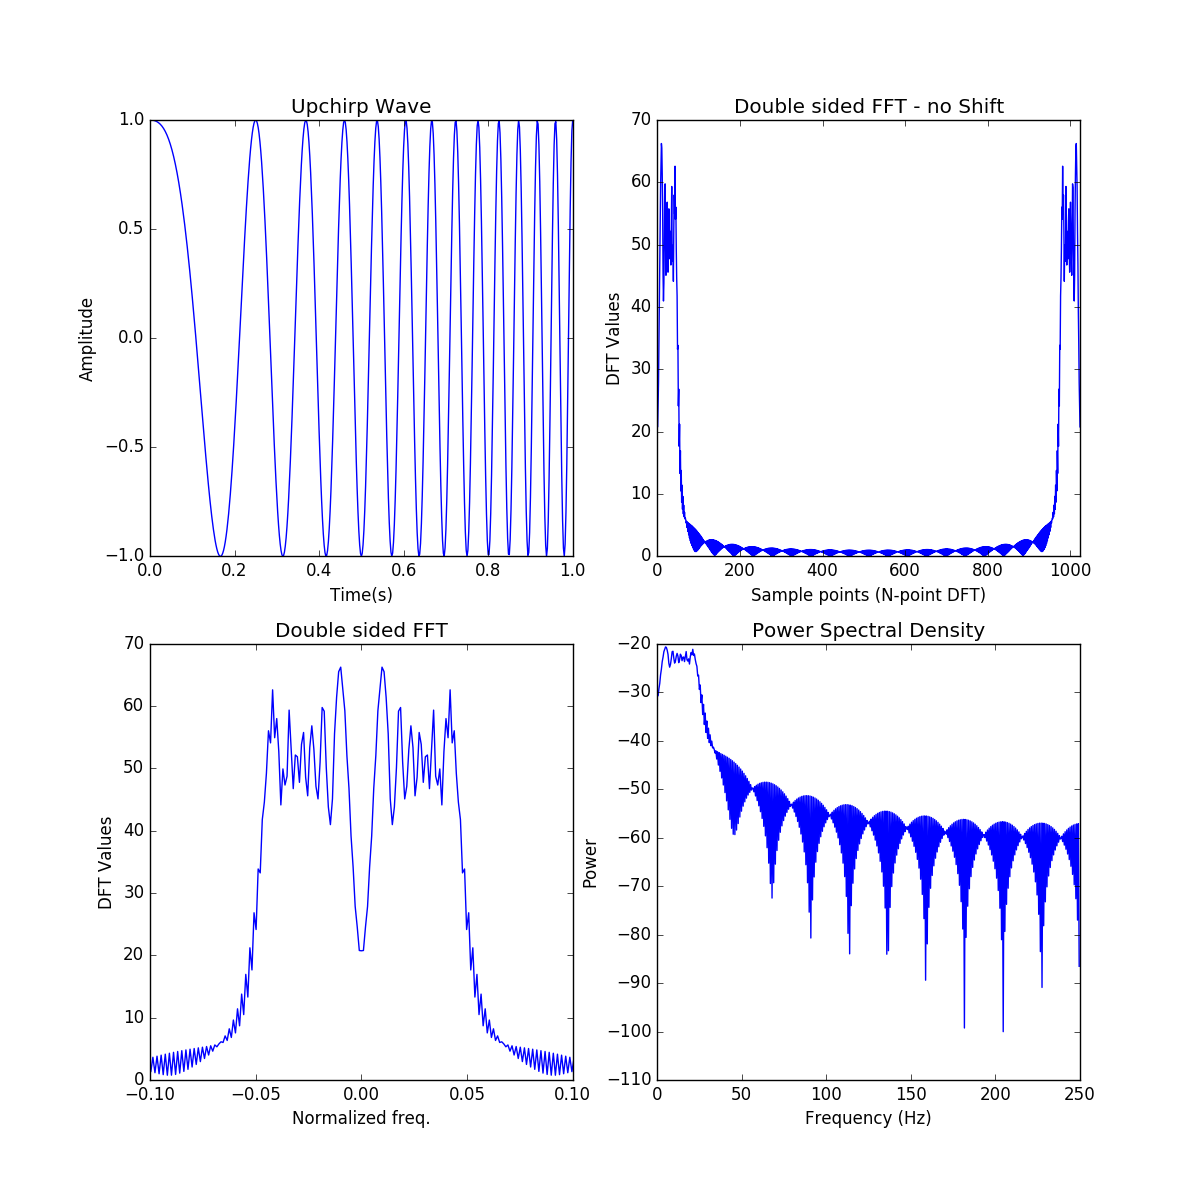 Upchirp Wave
1.0
0.5
0.0
−0.5
−1.0
Amplitude
0.0 0.2 0.4 0.6 0.8 1.0
Time(s)
Double sided FFT - no Shift
70
60
50
40
30
20
10
0
DFT Values
0 200 400 600 800 1000
Sample points (N-point DFT)
Double sided FFT
70
60
50
40
30
20
10
0
DFT Values
−0.10 −0.05 0.00 0.05 0.10
Normalized freq.
Power Spectral Density
−20
−30
−40
−50
−60
−70
−80
−90
−100
−110
Power
0 50 100 150 200 250
Frequency (Hz)